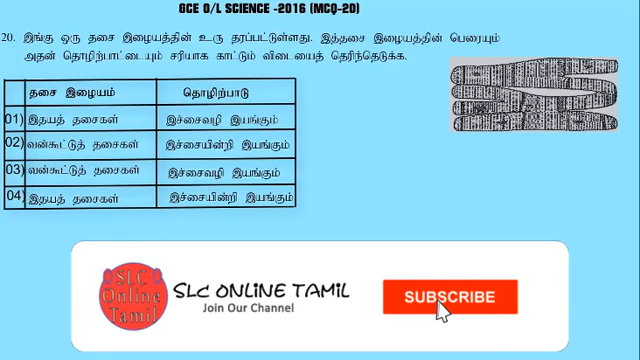 GCE O/L SCIENCE -2016 (MCQ-20)
20. இங்கு ஒரு தசை இழையத்தின் உரு தரப்பட்டுள்ளது. இத்தசை இழையத்தின் பெரையும்
அதன் தொழிற்பாட்டையும் சரியாக காட்டும் விடையைத் தெரிந்தெடுக்க.
தசை இழையம் தொழிற்பாடு
01) இதயத் தசைகள் இச்சைவழி இயங்கும்
02) வன்கூட்டுத் தசைகள் இச்சையின்றி இயங்கும்
03) வன்கூட்டுத் தசைகள் இச்சைவழி இயங்கும்
04) இதயத் தசைகள் இச்சையின்றி இயங்கும்
SLC
Online
Tamil
SLC ONLINE TAMIL
Join Our Channel
SUBSCRIBE